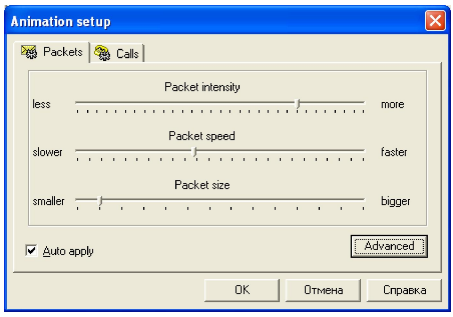 Animation setup
Packets Calls
Packet intensity
less more
Packet speed
slower faster
Packet size
smaller bigger
Auto apply Advanced
OK Отмена Справка